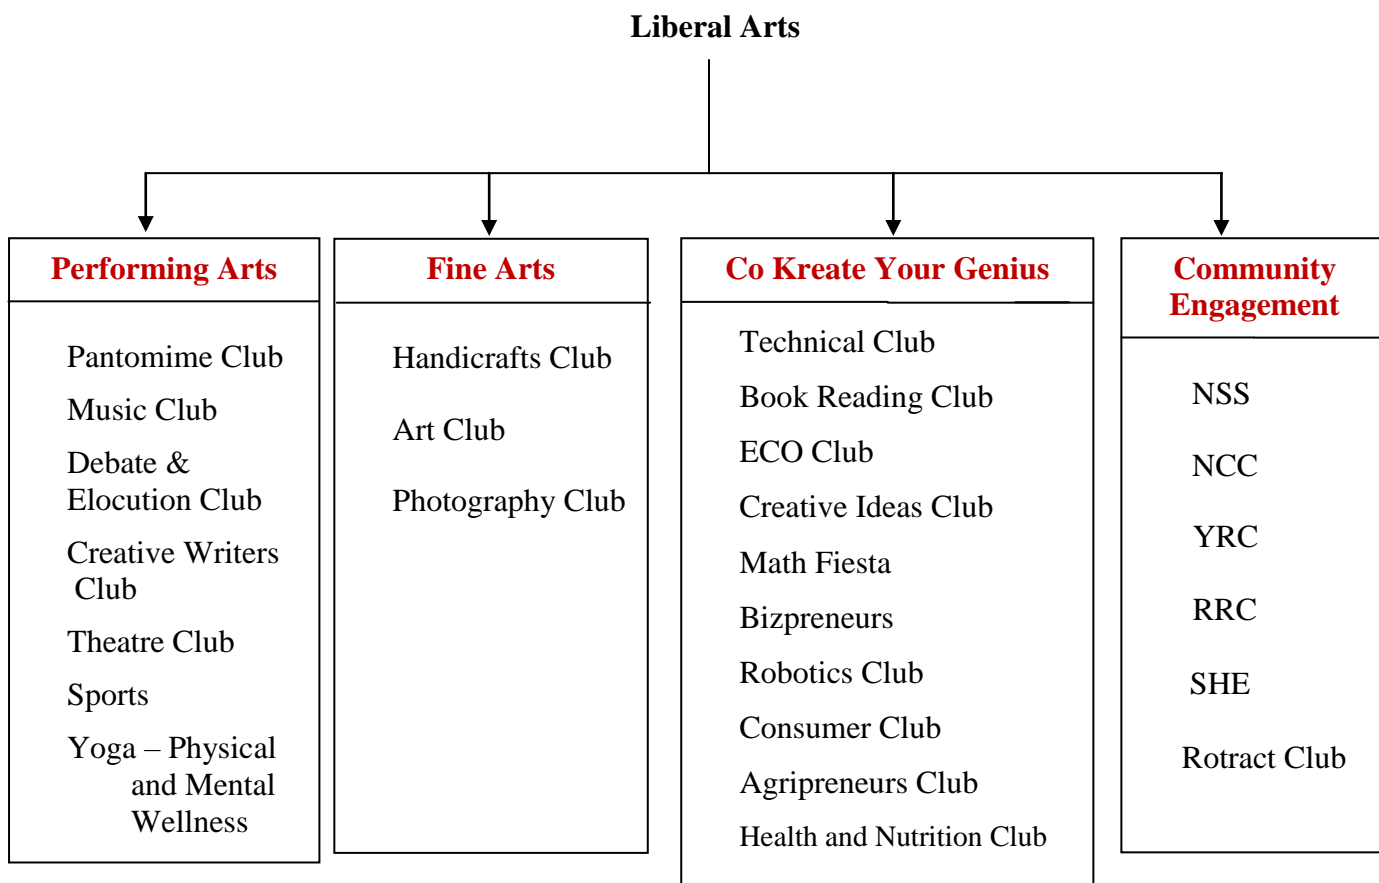 Liberal Arts
Performing Arts
Pantomime Club
Music Club
Debate &
Elocution Club
Creative Writers
Club
Theatre Club
Sports
Yoga – Physical
and Mental
Wellness
Fine Arts
Handicrafts Club
Art Club
Photography Club
Co Kreate Your Genius
Technical Club
Book Reading Club
ECO Club
Creative Ideas Club
Math Fiesta
Bizpreneurs
Robotics Club
Consumer Club
Agripreneurs Club
Health and Nutrition Club
Community
Engagement
NSS
NCC
YRC
RRC
SHE
Rotract Club